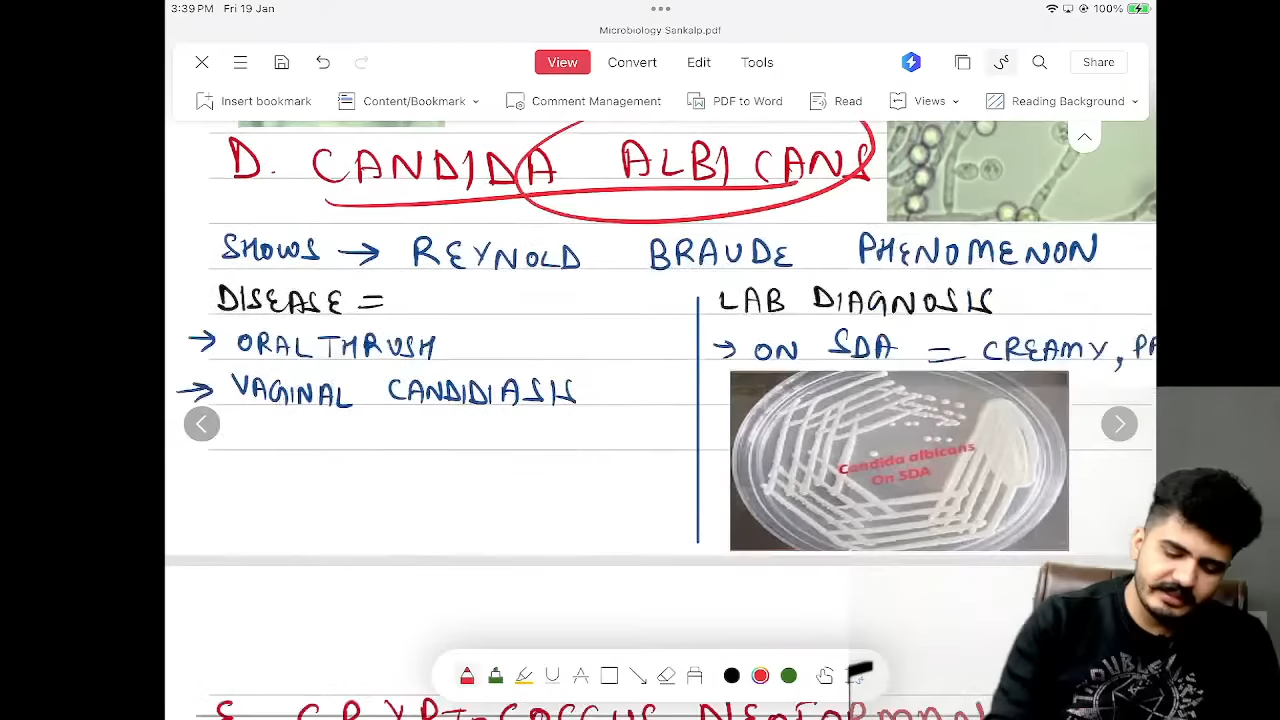 3:39 PM Fri 19 Jan
100%
Microbiology Sankalp.pdf
View Convert Edit Tools
Share
Insert bookmark Content/Bookmark Comment Management PDF to Word Read Views Reading Background
D. CANDIDA ALBICANS
SHOWS → REYNOLD BRAUDE PHENOMENON
DISEASE =
→ ORAL THRUSH
→ VAGINAL CANDIDIASIS
LAB DIAGNOSIS
→ ON SDA = CREAMY, PA
Candida albicans
On SDA
DOUBLE